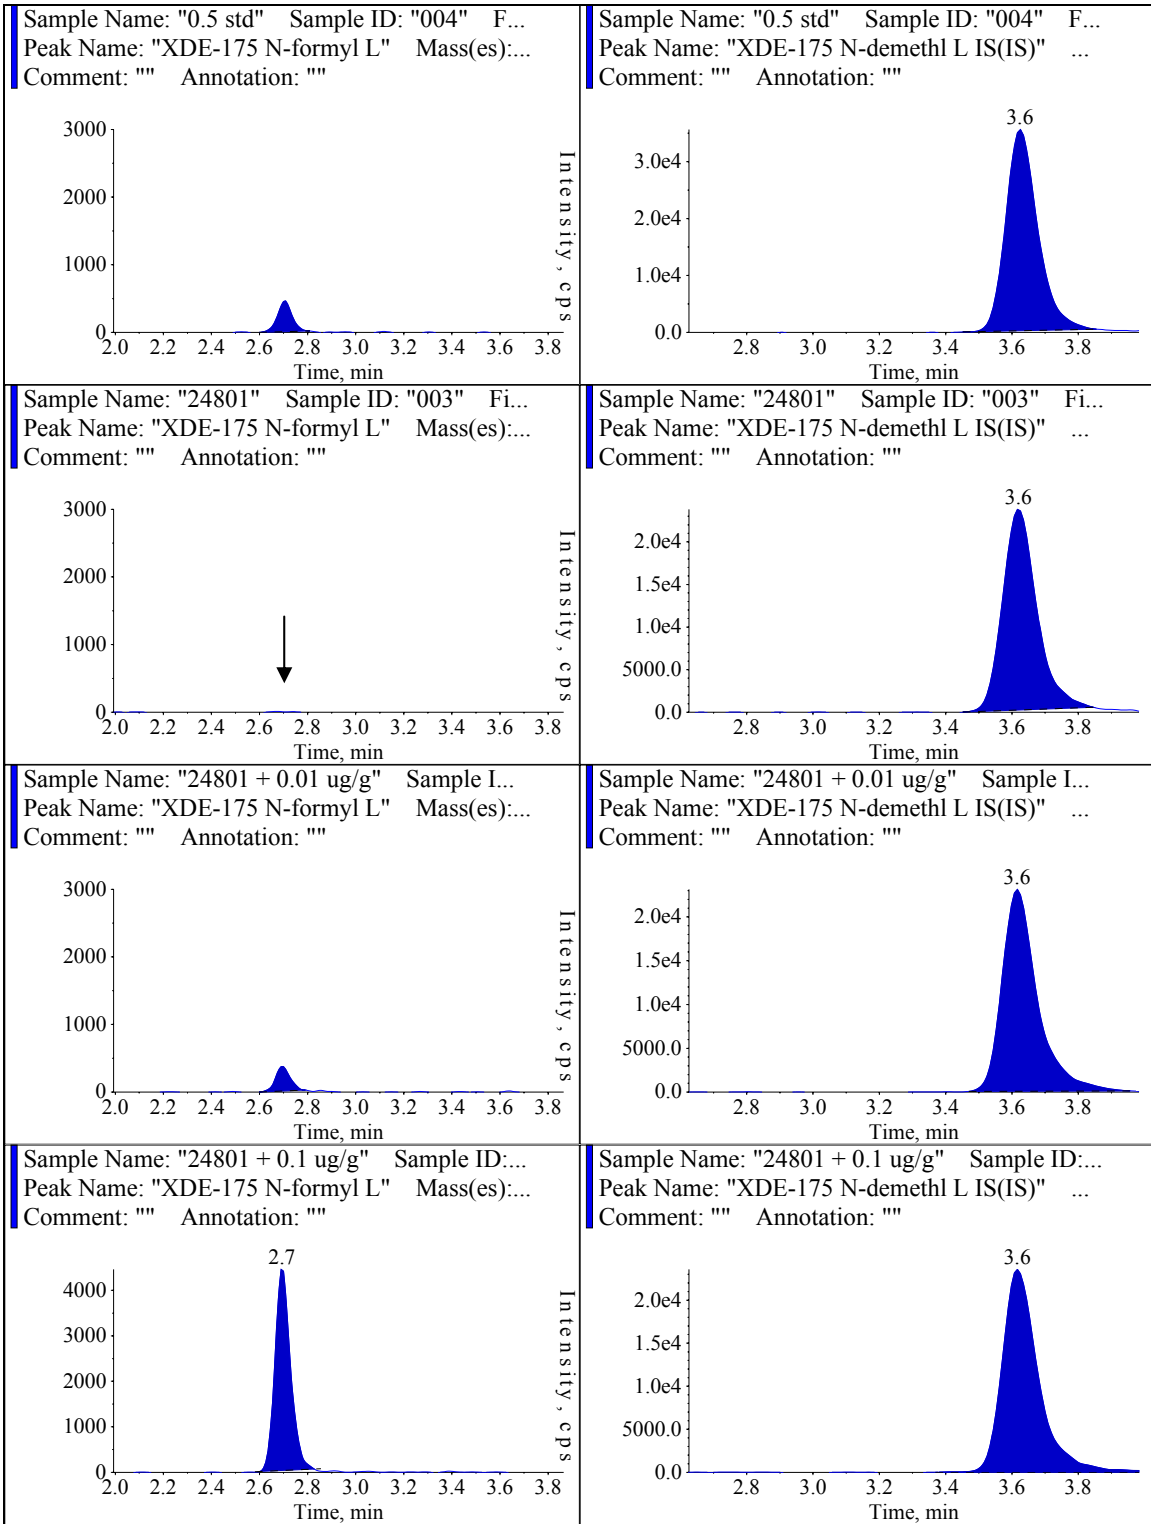 Sample Name: "0.5 std" Sample ID: "004" F...
Peak Name: "XDE-175 N-formyl L" Mass(es):...
Comment: "" Annotation: ""
3000
2000
1000
0
2.0 2.2 2.4 2.6 2.8 3.0 3.2 3.4 3.6 3.8
Time, min
Intensity, cps
Sample Name: "0.5 std" Sample ID: "004" F...
Peak Name: "XDE-175 N-demethl L IS(IS)" ...
Comment: "" Annotation: ""
3.6
3.0e4
2.0e4
1.0e4
0.0
2.8 3.0 3.2 3.4 3.6 3.8
Time, min
Sample Name: "24801" Sample ID: "003" Fi...
Peak Name: "XDE-175 N-formyl L" Mass(es):...
Comment: "" Annotation: ""
3000
2000
1000
0
2.0 2.2 2.4 2.6 2.8 3.0 3.2 3.4 3.6 3.8
Time, min
Intensity, cps
Sample Name: "24801" Sample ID: "003" Fi...
Peak Name: "XDE-175 N-demethl L IS(IS)" ...
Comment: "" Annotation: ""
3.6
2.0e4
1.5e4
1.0e4
5000.0
0.0
2.8 3.0 3.2 3.4 3.6 3.8
Time, min
Sample Name: "24801 + 0.01 ug/g" Sample I...
Peak Name: "XDE-175 N-formyl L" Mass(es):...
Comment: "" Annotation: ""
3000
2000
1000
0
2.0 2.2 2.4 2.6 2.8 3.0 3.2 3.4 3.6 3.8
Time, min
Intensity, cps
Sample Name: "24801 + 0.01 ug/g" Sample I...
Peak Name: "XDE-175 N-demethl L IS(IS)" ...
Comment: "" Annotation: ""
3.6
2.0e4
1.5e4
1.0e4
5000.0
0.0
2.8 3.0 3.2 3.4 3.6 3.8
Time, min
Sample Name: "24801 + 0.1 ug/g" Sample ID:...
Peak Name: "XDE-175 N-formyl L" Mass(es):...
Comment: "" Annotation: ""
2.7
4000
3000
2000
1000
0
2.0 2.2 2.4 2.6 2.8 3.0 3.2 3.4 3.6 3.8
Time, min
Intensity, cps
Sample Name: "24801 + 0.1 ug/g" Sample ID:...
Peak Name: "XDE-175 N-demethl L IS(IS)" ...
Comment: "" Annotation: ""
3.6
2.0e4
1.5e4
1.0e4
5000.0
0.0
2.8 3.0 3.2 3.4 3.6 3.8
Time, min